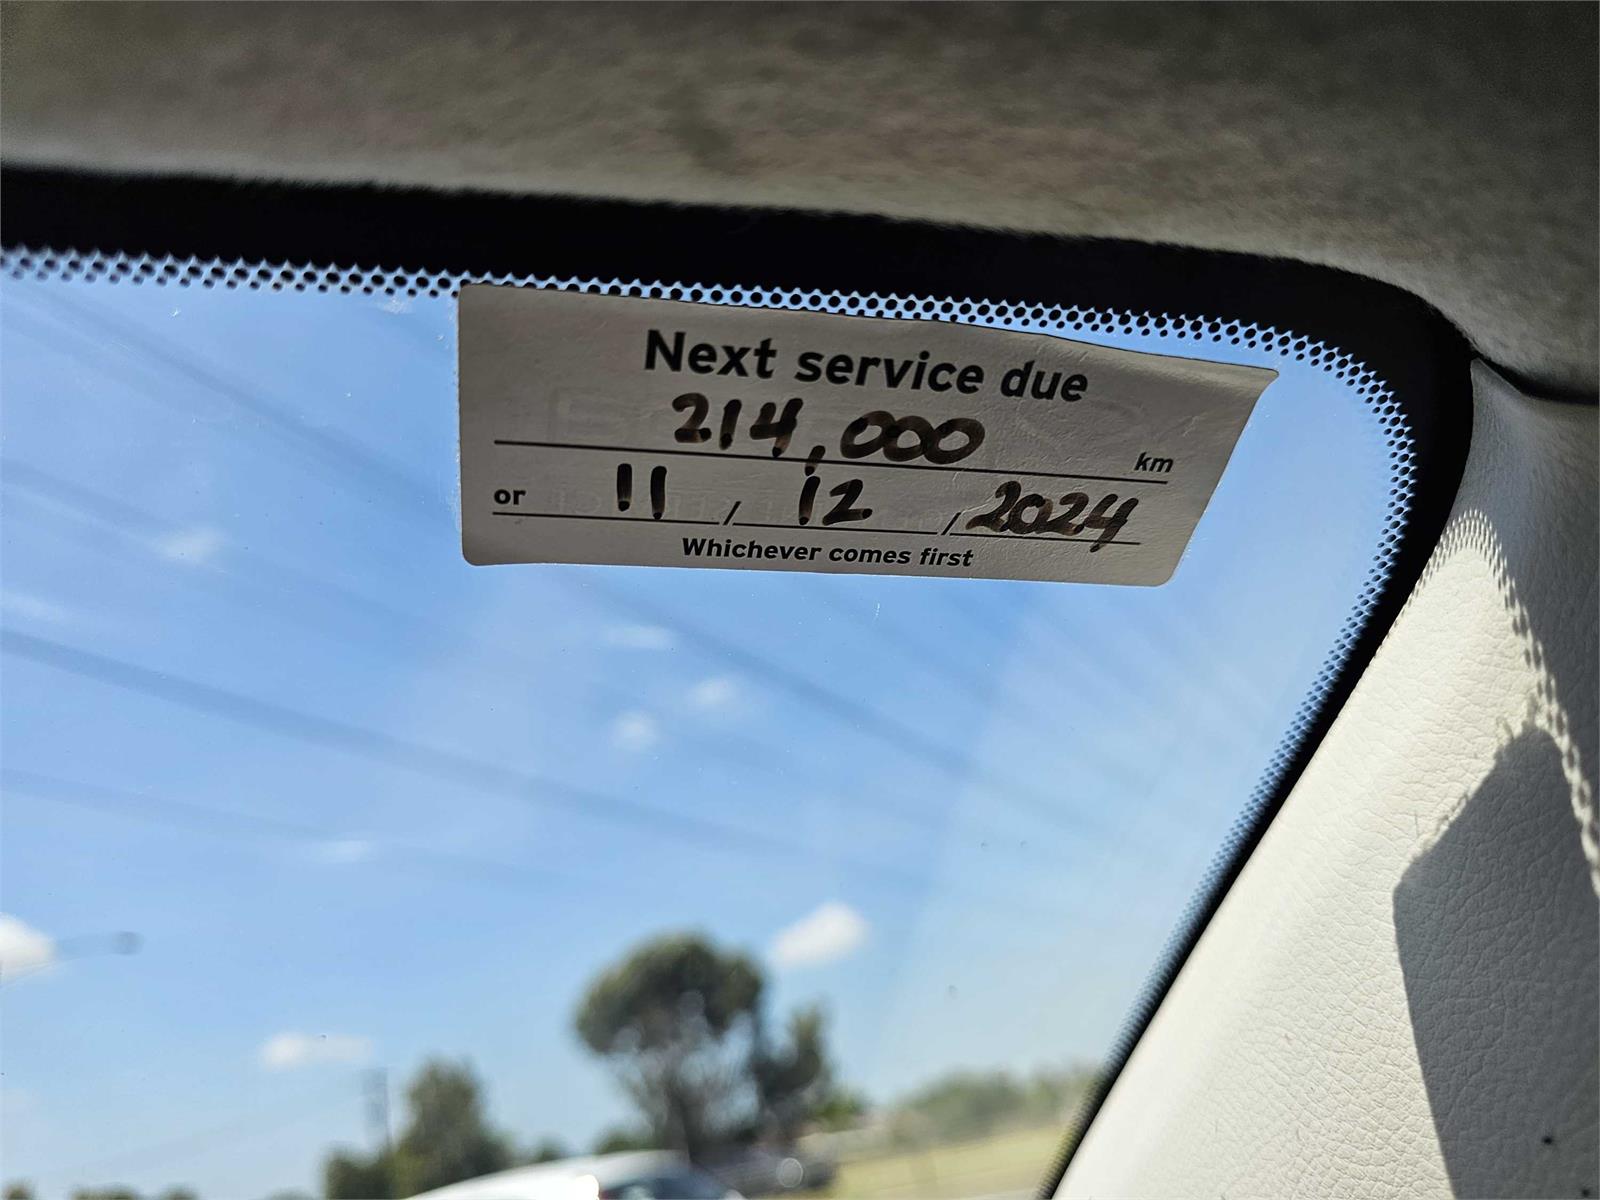 Next service due
214,000 km
or 11 / 12 / 2024
Whichever comes first